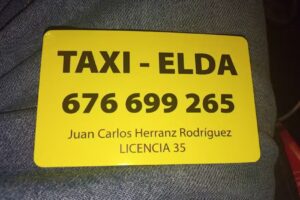 TAXI - ELDA
676 699 265
Juan Carlos Herranz Rodriguez
LICENCIA 35